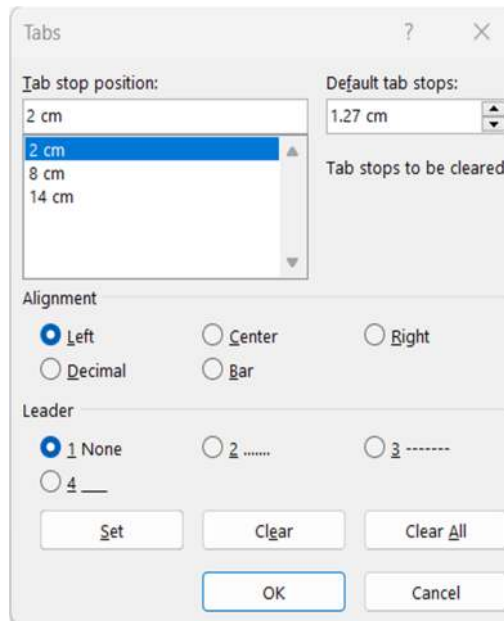 Tabs ?
Tab stop position: Default tab stops:
2 cm 1.27 cm
2 cm Tab stops to be cleared
8 cm
14 cm
Alignment
Left Center Right
Decimal Bar
Leader
1 None 2 ....... 3 -------
4 ___
Set Clear Clear All
OK Cancel